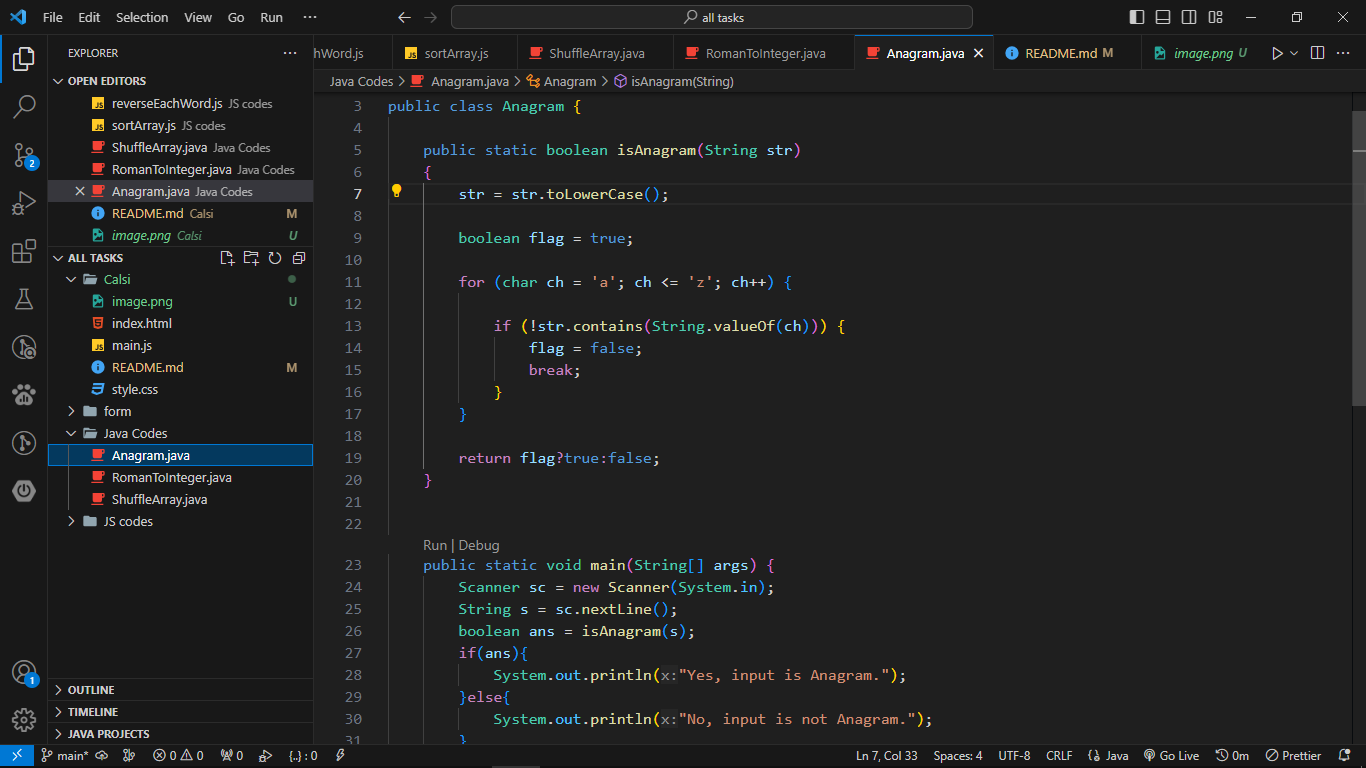 File Edit Selection View Go Run ··· all tasks
EXPLORER ···
OPEN EDITORS
reverseEachWord.js JS codes
sortArray.js JS codes
ShuffleArray.java Java Codes
RomanToInteger.java Java Codes
Anagram.java Java Codes
README.md Calsi M
image.png Calsi U
ALL TASKS
Calsi
image.png U
index.html
main.js
README.md M
style.css
form
Java Codes
Anagram.java
RomanToInteger.java
ShuffleArray.java
JS codes
OUTLINE
TIMELINE
JAVA PROJECTS
2
1
hWord.js sortArray.js ShuffleArray.java RomanToInteger.java Anagram.java README.md M image.png U ···
Java Codes > Anagram.java > Anagram > isAnagram(String)
3 public class Anagram {
4
5 public static boolean isAnagram(String str)
6 {
7 str = str.toLowerCase();
8
9 boolean flag = true;
10
11 for (char ch = 'a'; ch <= 'z'; ch++) {
12
13 if (!str.contains(String.valueOf(ch))) {
14 flag = false;
15 break;
16 }
17 }
18
19 return flag?true:false;
20 }
21
22
Run | Debug
23 public static void main(String[] args) {
24 Scanner sc = new Scanner(System.in);
25 String s = sc.nextLine();
26 boolean ans = isAnagram(s);
27 if(ans){
28 System.out.println(x:"Yes, input is Anagram.");
29 }else{
30 System.out.println(x:"No, input is not Anagram.");
31 }
main* 0 0 0 {..} : 0 Ln 7, Col 33 Spaces: 4 UTF-8 CRLF {} Java Go Live 0m Prettier